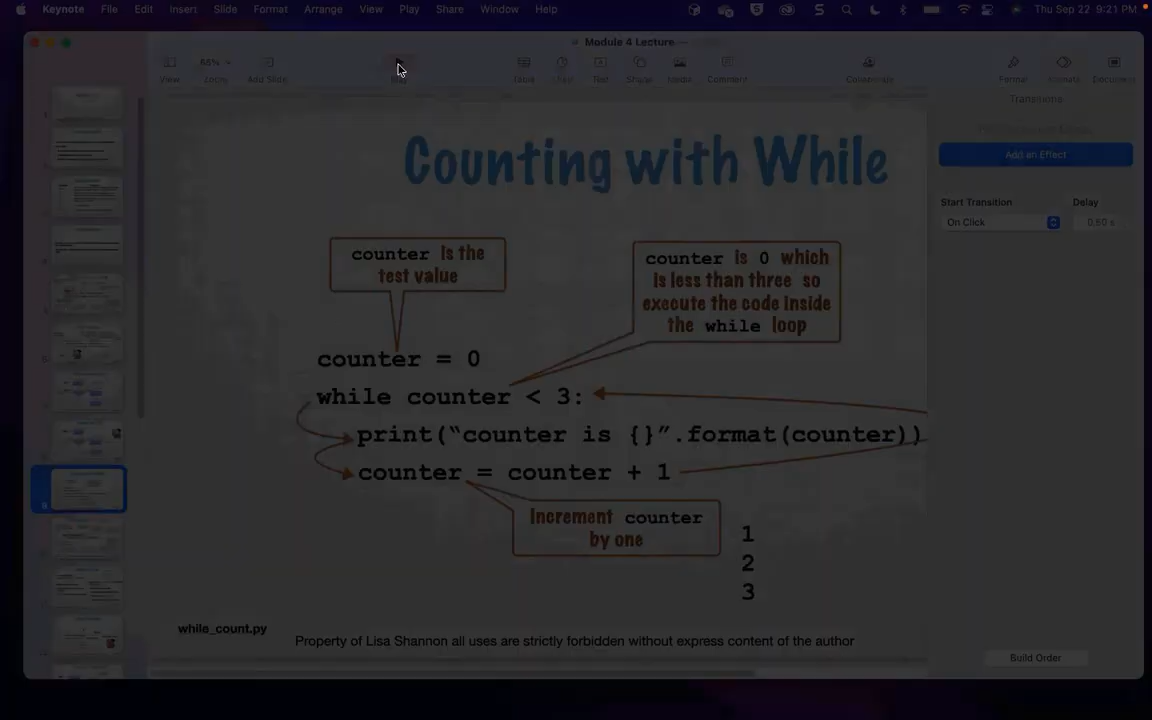 Keynote File Edit Insert Slide Format Arrange View Play Share Window Help Thu Sep 22 9:21 PM
Module 4 Lecture
View Zoom Add Slide Table Chart Text Shape Media Comment Collaborate Format Animate Document
66%
Transitions
Add an Effect
Start Transition Delay
On Click 0.50 s
Counting with While
counter is the
test value
counter is 0 which
is less than three so
execute the code inside
the while loop
counter = 0
while counter < 3:
print(“counter is {}”.format(counter))
counter = counter + 1
Increment counter
by one
1
2
3
while_count.py
Property of Lisa Shannon all uses are strictly forbidden without express content of the author
Build Order